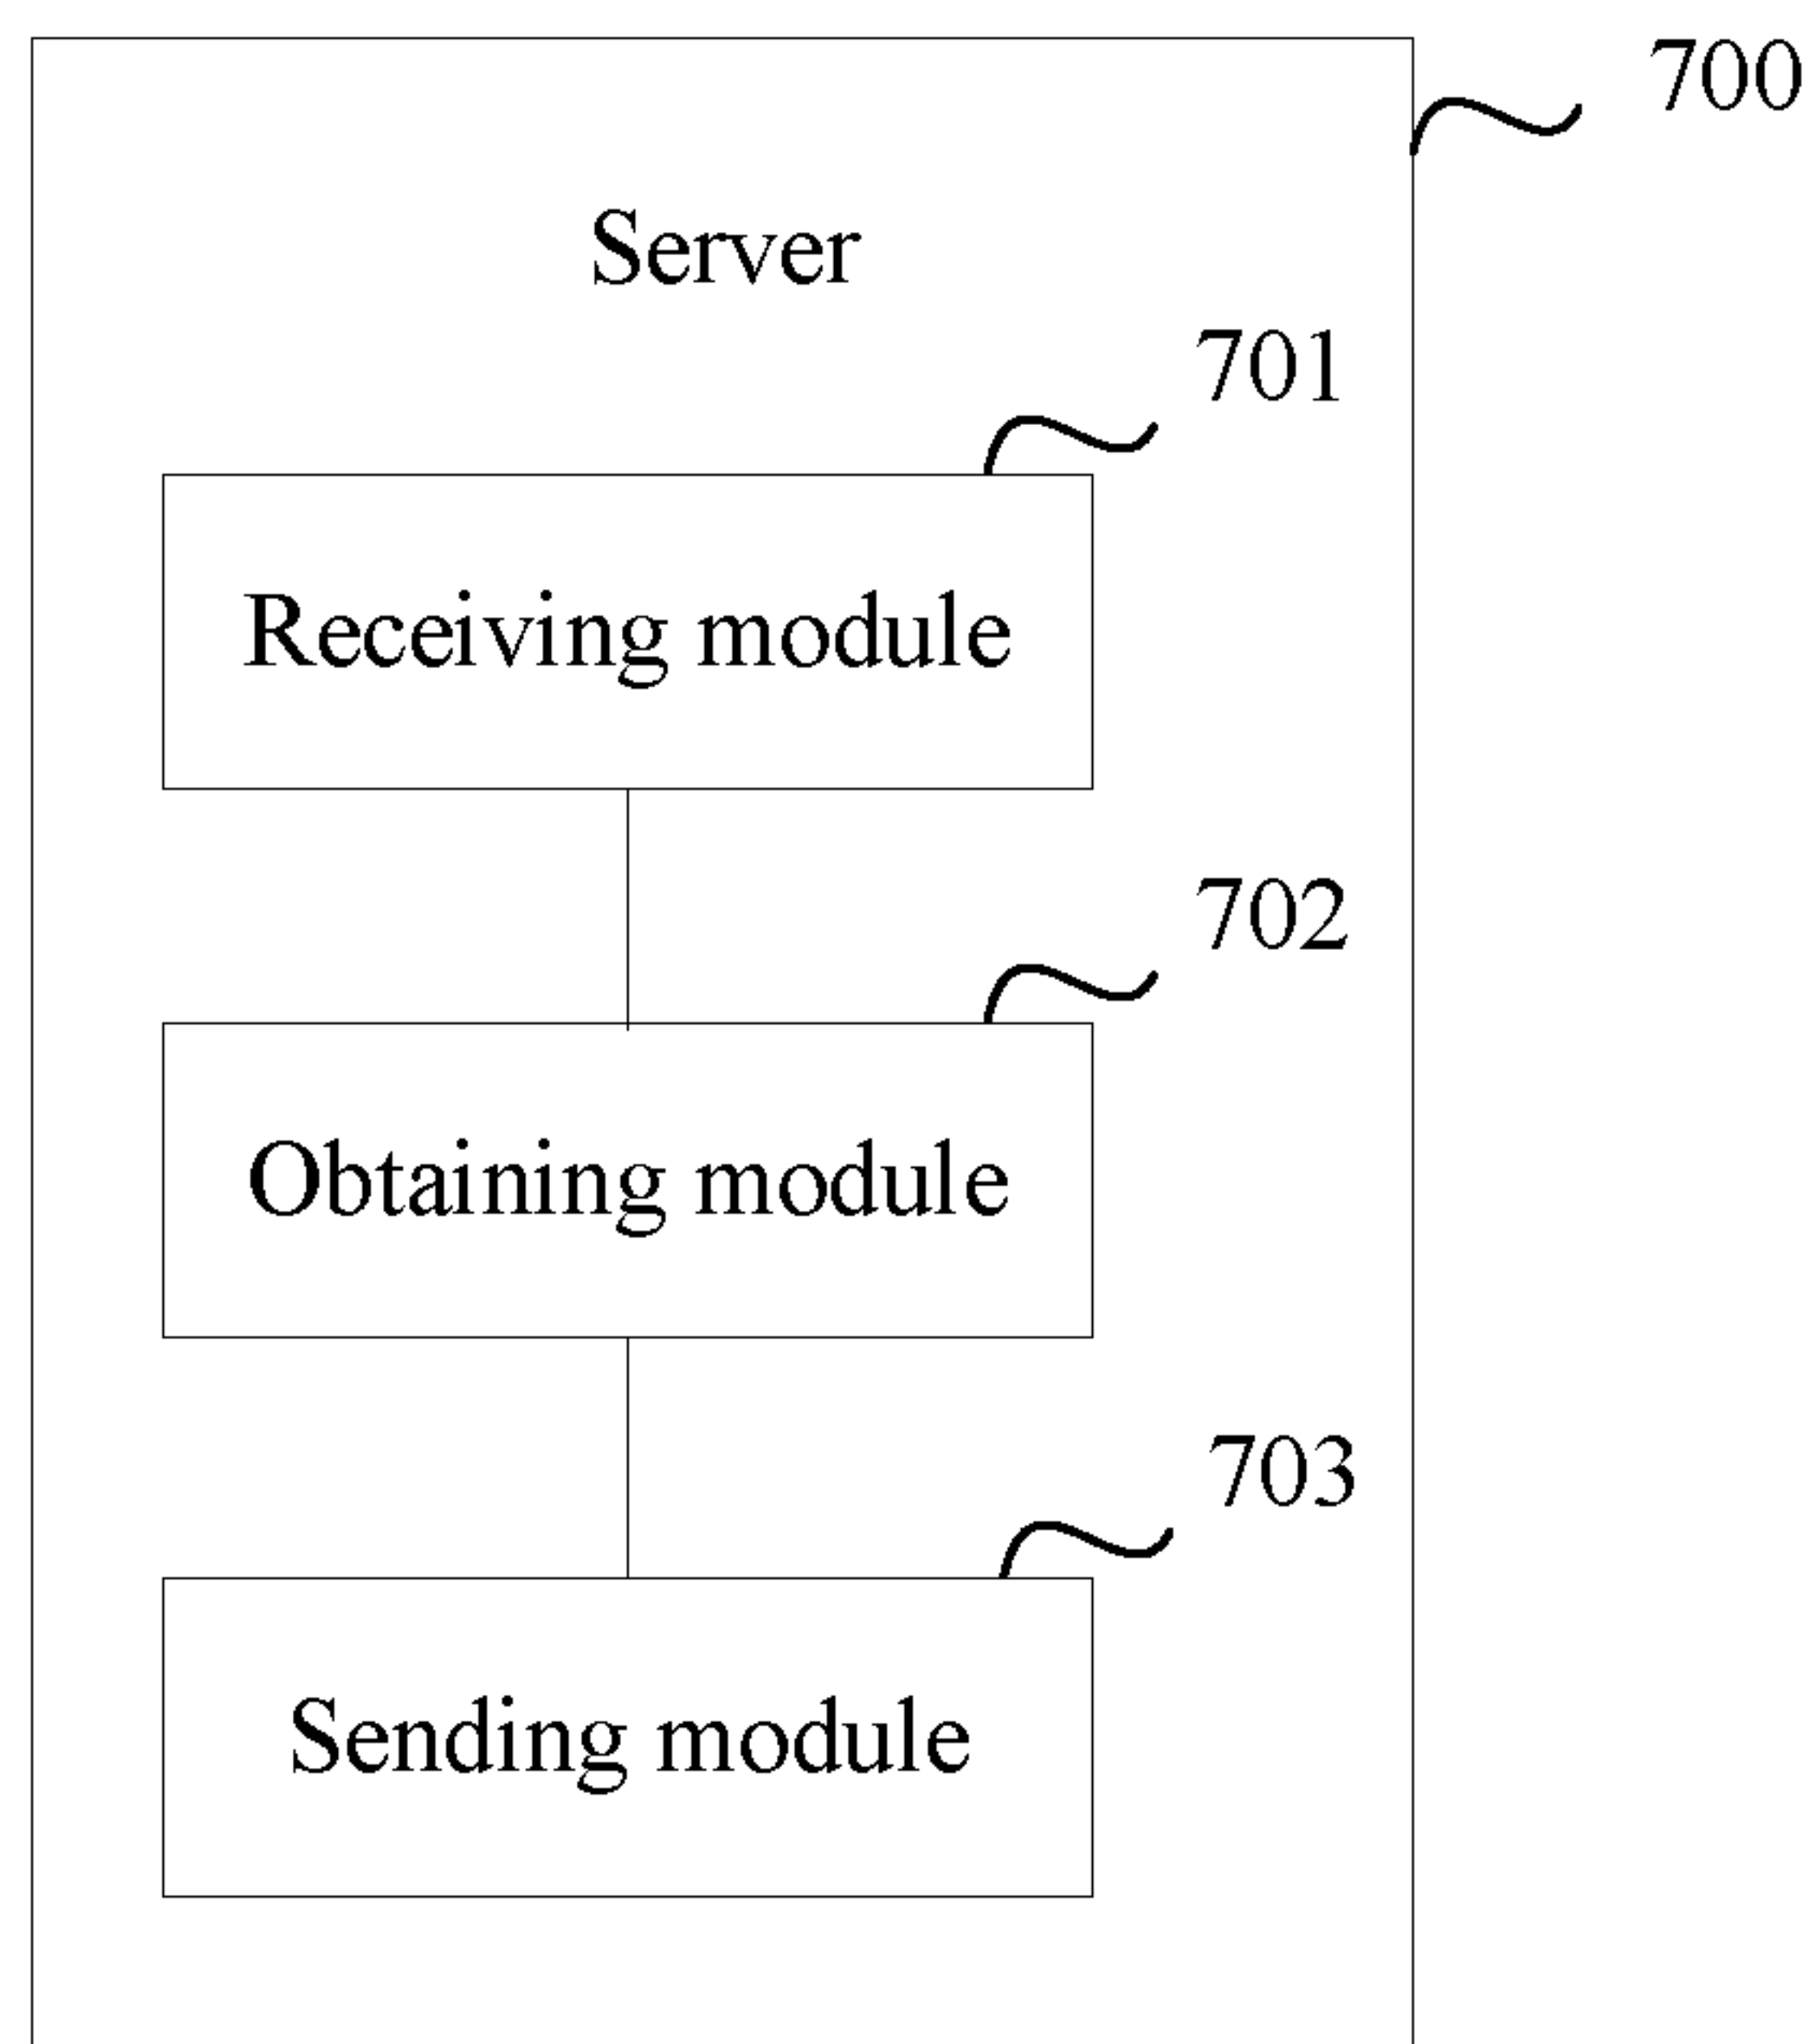 700
Server
701
Receiving module
702
Obtaining module
703
Sending module